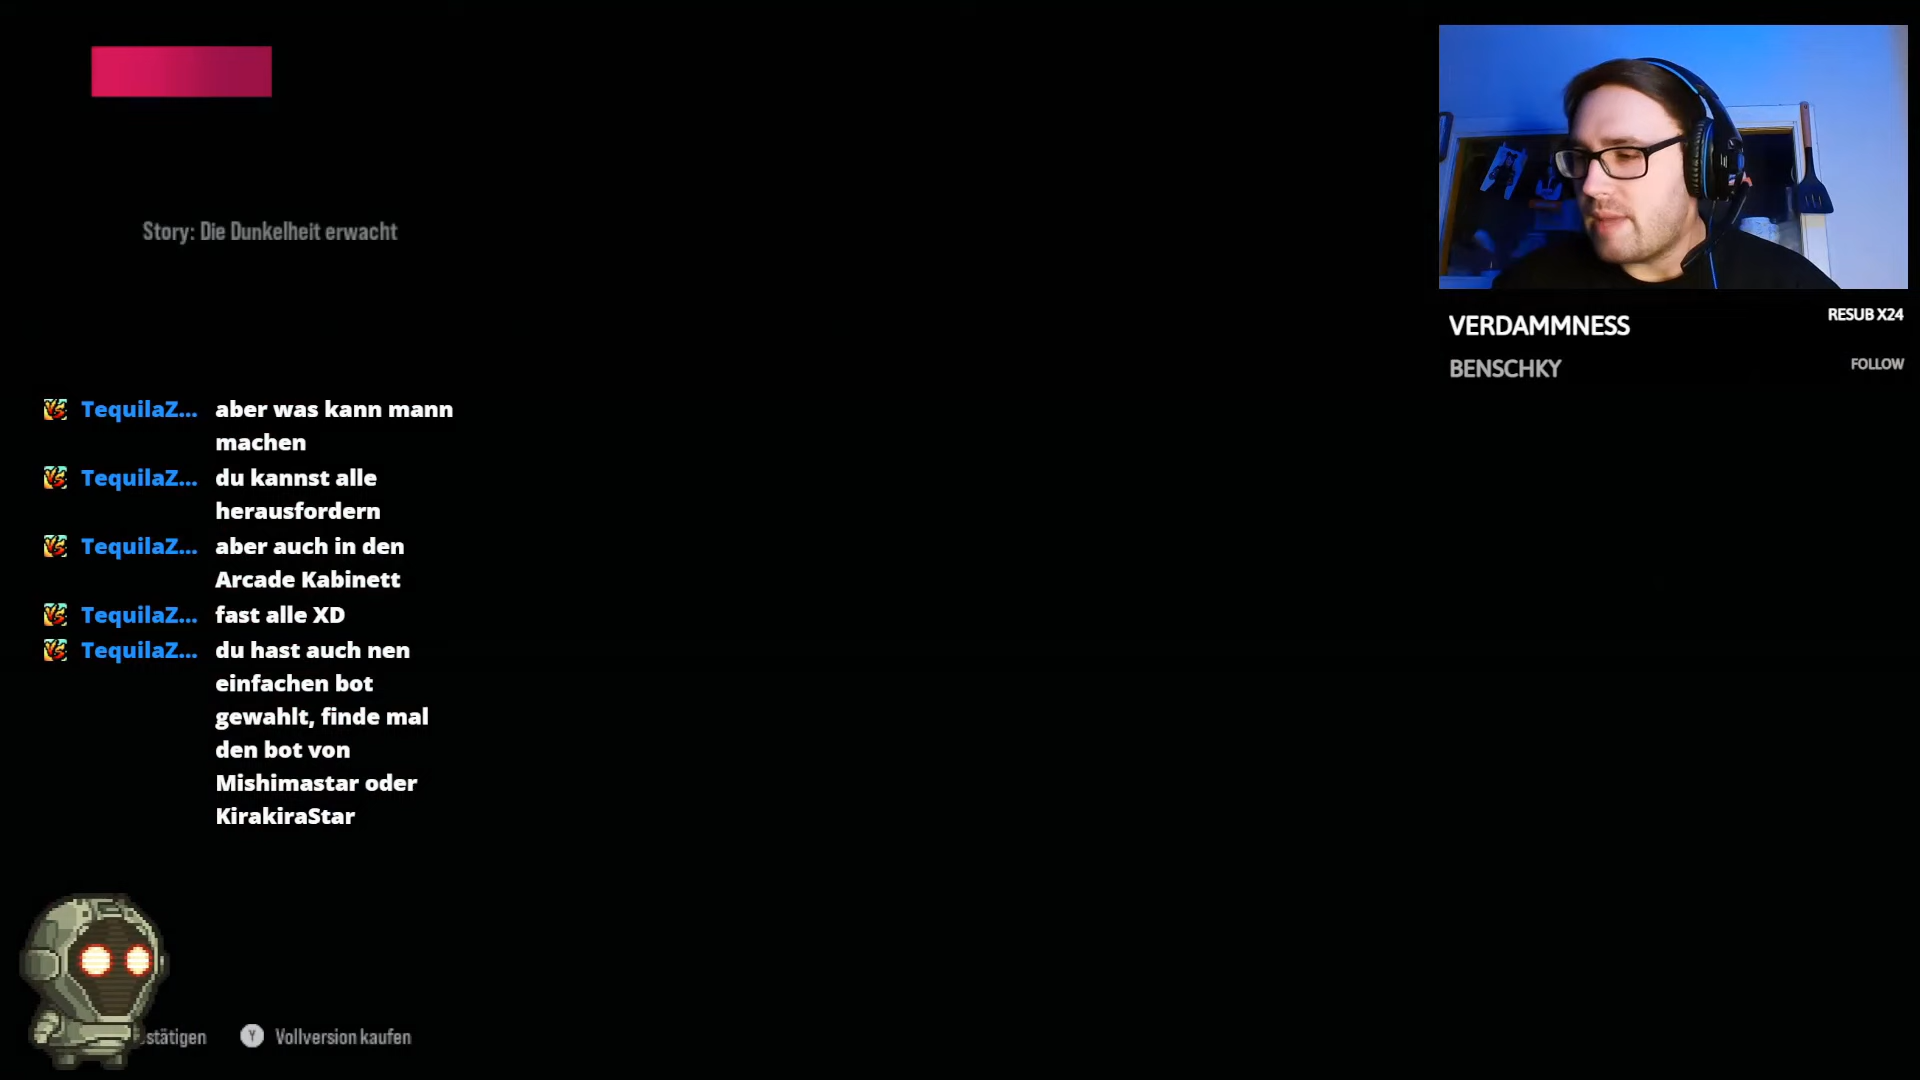 Story: Die Dunkelheit erwacht
VERDAMMNESS RESUB X24
BENSCHKY FOLLOW
TequilaZ... aber was kann mann
machen
TequilaZ... du kannst alle
herausfordern
TequilaZ... aber auch in den
Arcade Kabinett
TequilaZ... fast alle XD
TequilaZ... du hast auch nen
einfachen bot
gewahlt, finde mal
den bot von
Mishimastar oder
KirakiraStar
stätigen Y Vollversion kaufen